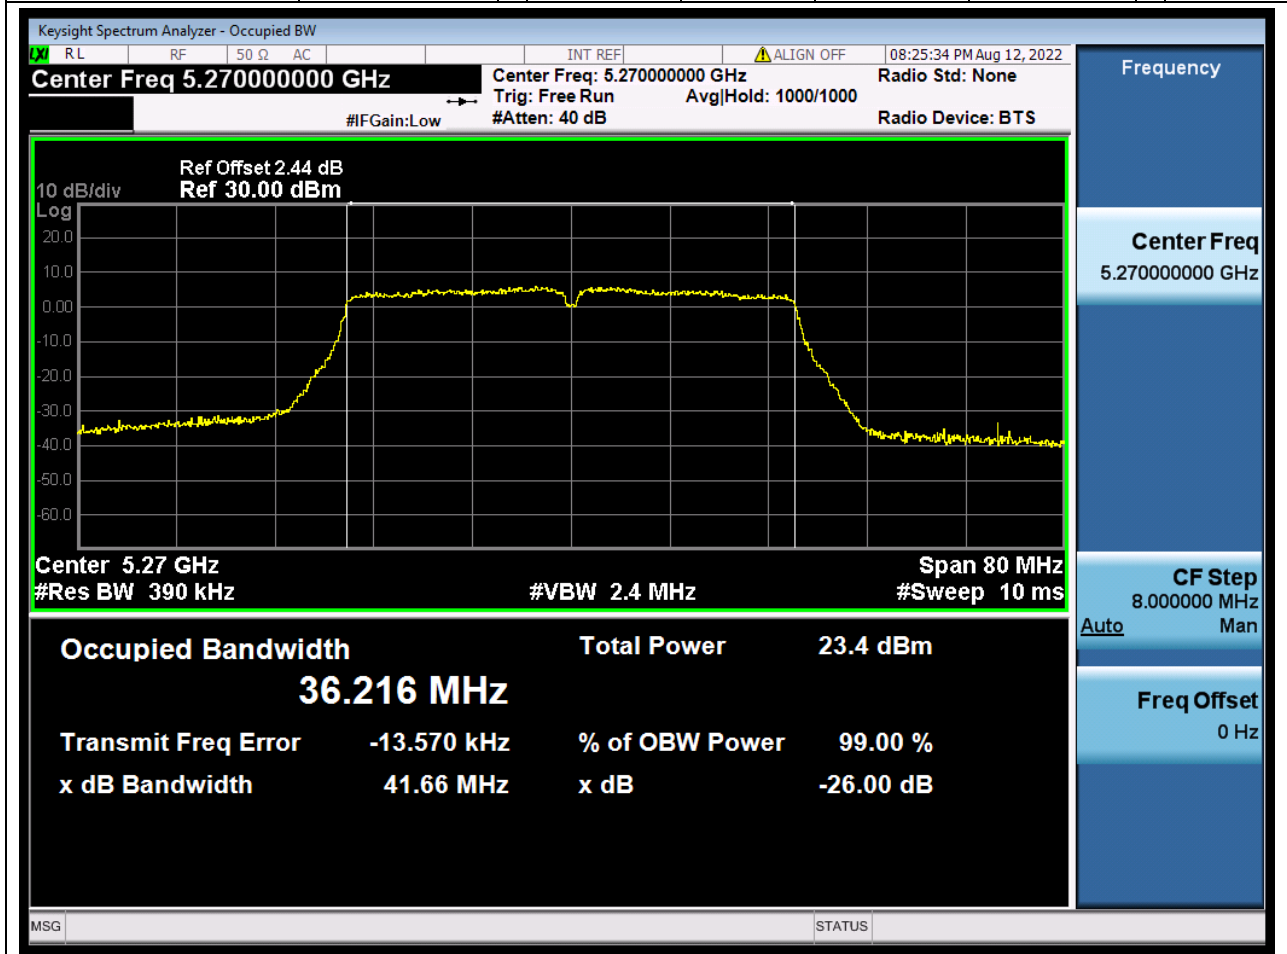 Keysight Spectrum Analyzer - Occupied BW
LXI RL RF 50 Ω AC INT REF ALIGN OFF 08:25:34 PM Aug 12, 2022
Center Freq 5.270000000 GHz
Center Freq: 5.270000000 GHz
Radio Std: None
Trig: Free Run Avg|Hold: 1000/1000
#IFGain:Low
#Atten: 40 dB
Radio Device: BTS
Ref Offset 2.44 dB
10 dB/div Ref 30.00 dBm
Log
20.0
10.0
0.00
-10.0
-20.0
-30.0
-40.0
-50.0
-60.0
Center 5.27 GHz Span 80 MHz
#Res BW 390 kHz #VBW 2.4 MHz #Sweep 10 ms
Occupied Bandwidth Total Power 23.4 dBm
36.216 MHz
Transmit Freq Error -13.570 kHz % of OBW Power 99.00 %
x dB Bandwidth 41.66 MHz x dB -26.00 dB
MSG STATUS
Frequency
Center Freq
5.270000000 GHz
CF Step
8.000000 MHz
Auto Man
Freq Offset
0 Hz